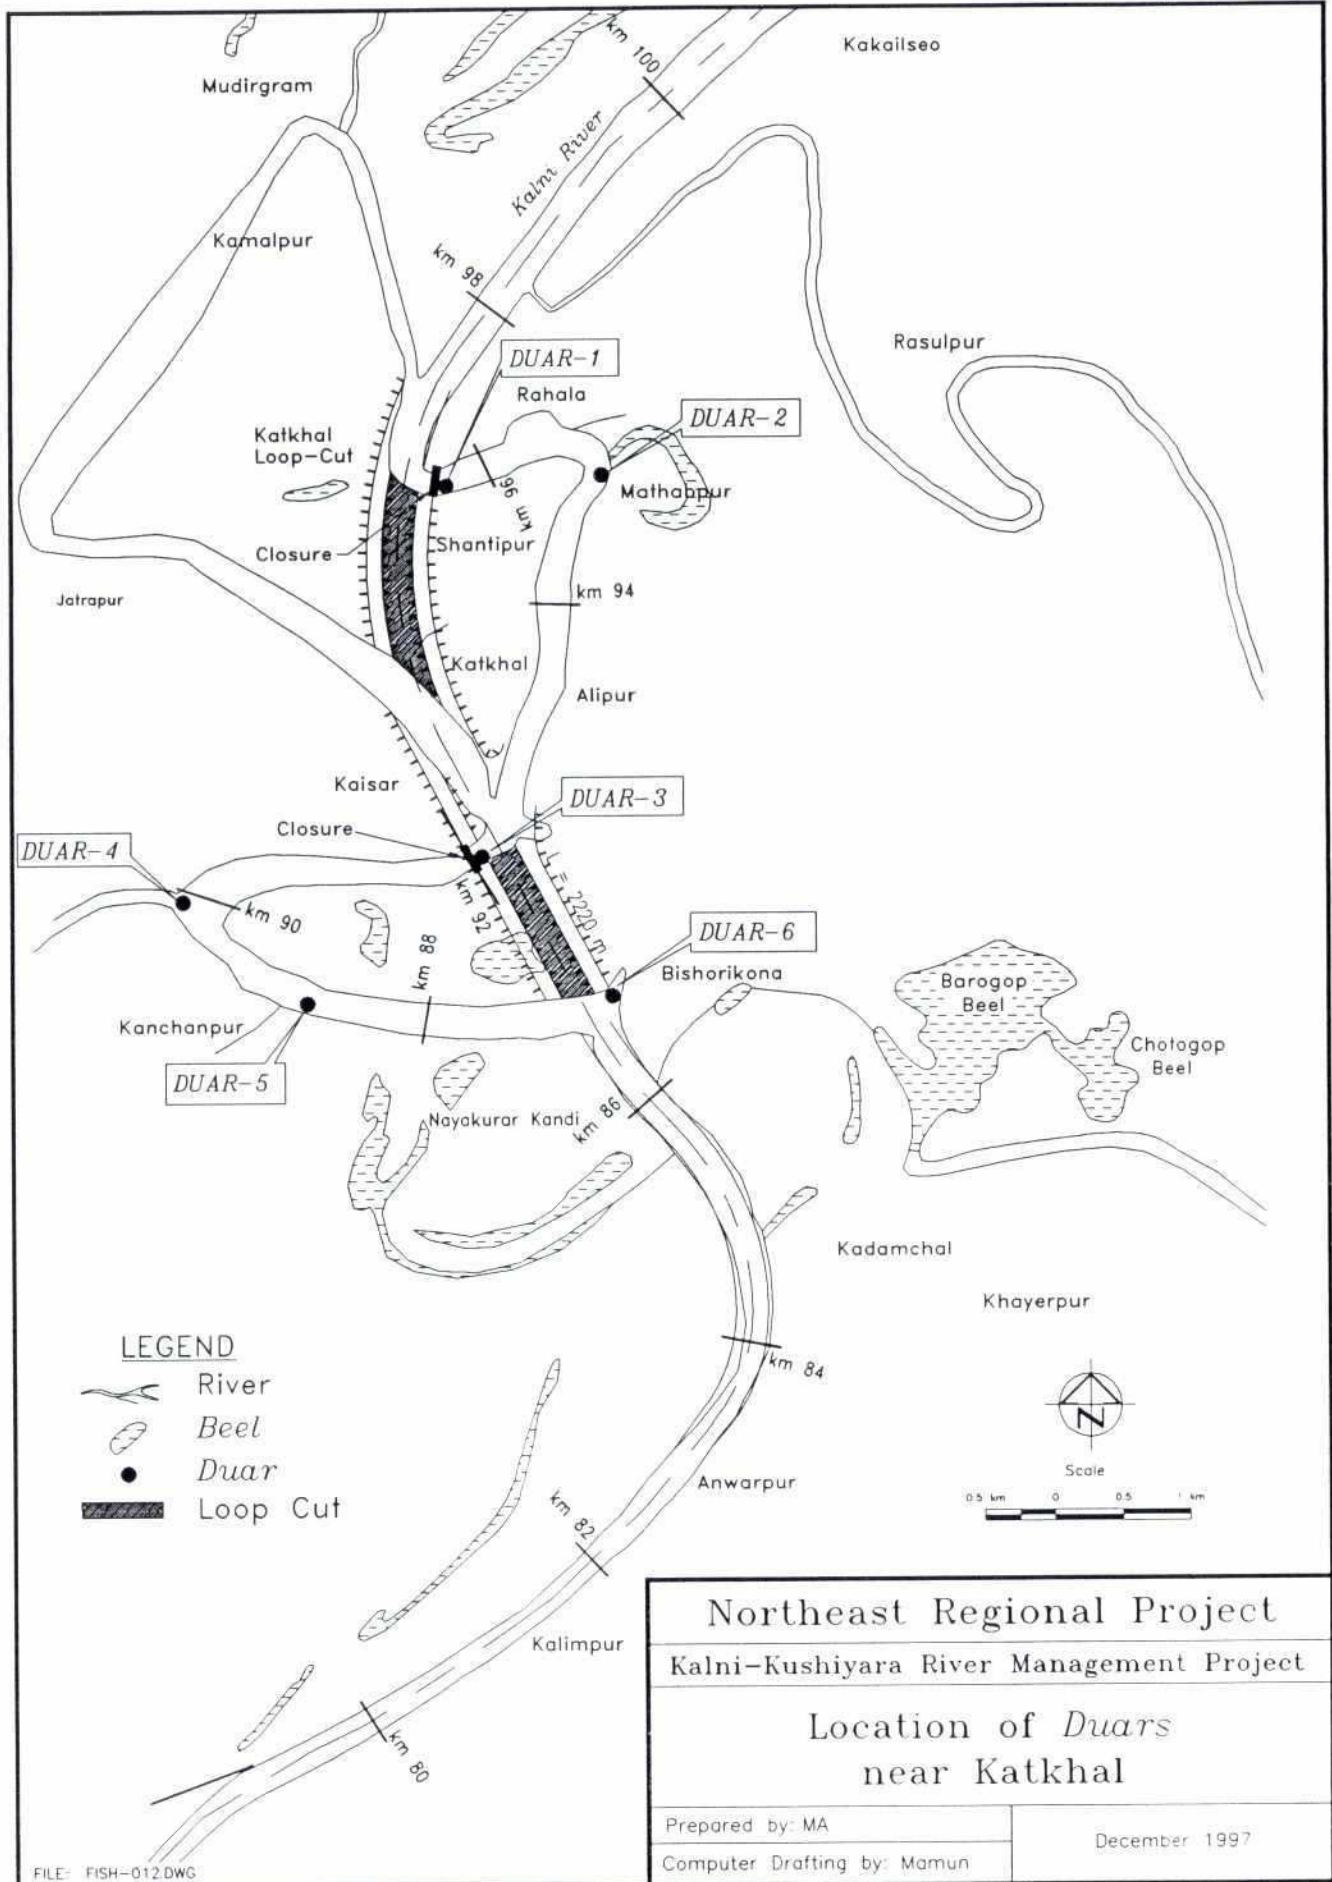 km 100
Kakailseo
Mudirgram
Kalni River
Kamalpur
km 98
Rasulpur
DUAR-1
Rahala
DUAR-2
Katkhal
Loop-Cut
km 96
Mathabpur
Closure
Shantipur
km 94
Jatrapur
Katkhal
Alipur
Kaisar
DUAR-3
Closure
DUAR-4
L = 2220 m
km 92
km 90
km 88
DUAR-6
Bishorikona
Barogop
Beel
Kanchanpur
Chotogop
Beel
DUAR-5
Nayakurar Kandi
km 86
Kadamchal
Khayerpur
LEGEND
River
Beel
Duar
Loop Cut
km 84
N
Scale
0.5 km 0 0.5 1 km
Anwarpur
km 82
Kalimpur
km 80
Northeast Regional Project
Kalni-Kushiyara River Management Project
Location of Duars
near Katkhal
Prepared by: MA
December 1997
Computer Drafting by: Mamun
FILE: FISH-012.DWG